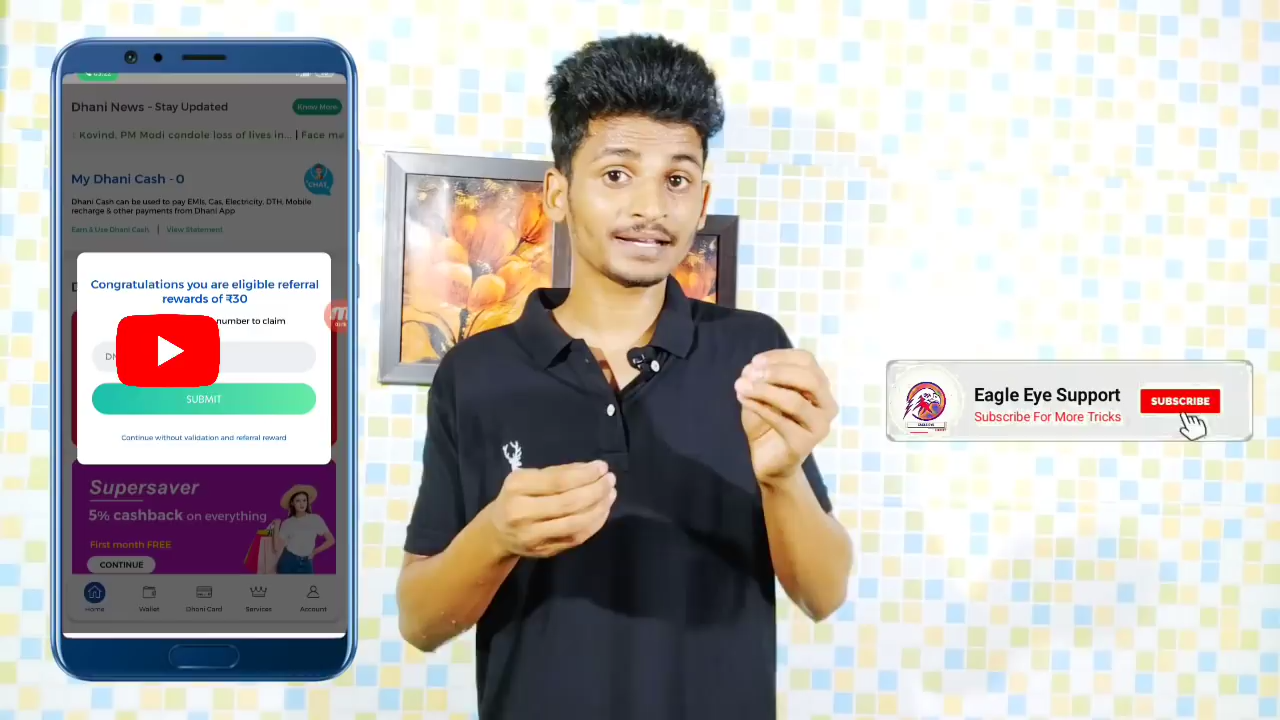 Dhani News - Stay Updated
Know More
Kovind, PM Modi condole loss of lives in... | Face ma
My Dhani Cash - 0
CHAT
Dhani Cash can be used to pay EMIs, Gas, Electricity, DTH, Mobile
recharge & other payments from Dhani App
Earn & Use Dhani Cash | View Statement
Congratulations you are eligible referral
rewards of ₹30
number to claim
SUBMIT
Continue without validation and referral reward
Supersaver
5% cashback on everything
First month FREE
CONTINUE
Home
Wallet
Dhani Card
Services
Account
Eagle Eye Support
Subscribe For More Tricks
SUBSCRIBE